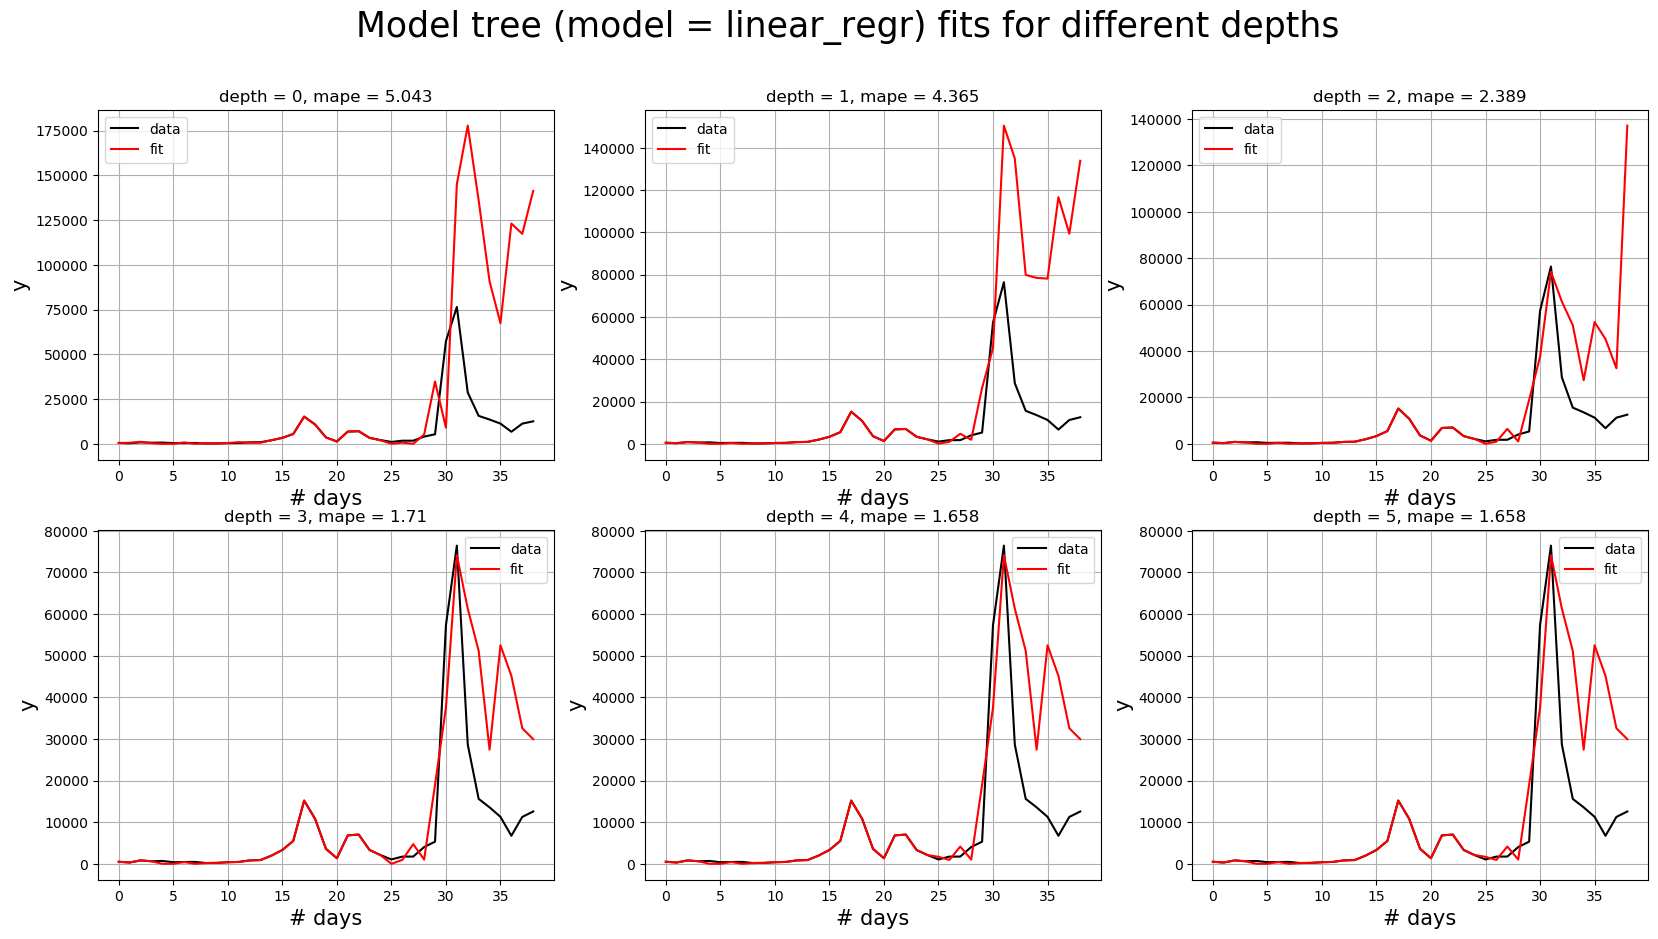 Model tree (model = linear_regr) fits for different depths
depth = 0, mape = 5.043
data
fit
175000
150000
125000
100000
75000
50000
25000
0
y
0 5 10 15 20 25 30 35
# days
depth = 1, mape = 4.365
data
fit
140000
120000
100000
80000
60000
40000
20000
0
y
0 5 10 15 20 25 30 35
# days
depth = 2, mape = 2.389
data
fit
140000
120000
100000
80000
60000
40000
20000
0
y
0 5 10 15 20 25 30 35
# days
depth = 3, mape = 1.71
data
fit
80000
70000
60000
50000
40000
30000
20000
10000
0
y
0 5 10 15 20 25 30 35
# days
depth = 4, mape = 1.658
data
fit
80000
70000
60000
50000
40000
30000
20000
10000
0
y
0 5 10 15 20 25 30 35
# days
depth = 5, mape = 1.658
data
fit
80000
70000
60000
50000
40000
30000
20000
10000
0
y
0 5 10 15 20 25 30 35
# days